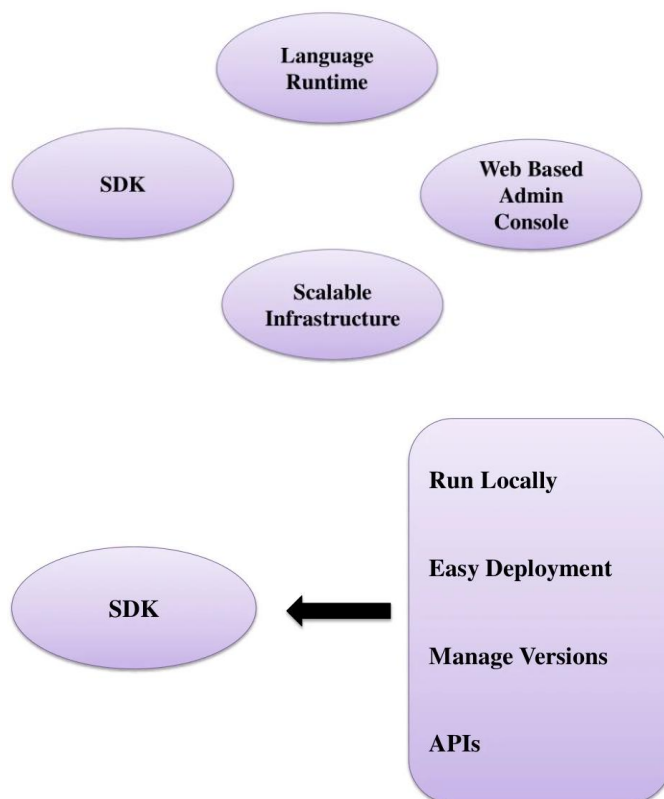 Language
Runtime
SDK
Web Based
Admin
Console
Scalable
Infrastructure
Run Locally
Easy Deployment
SDK
Manage Versions
APIs